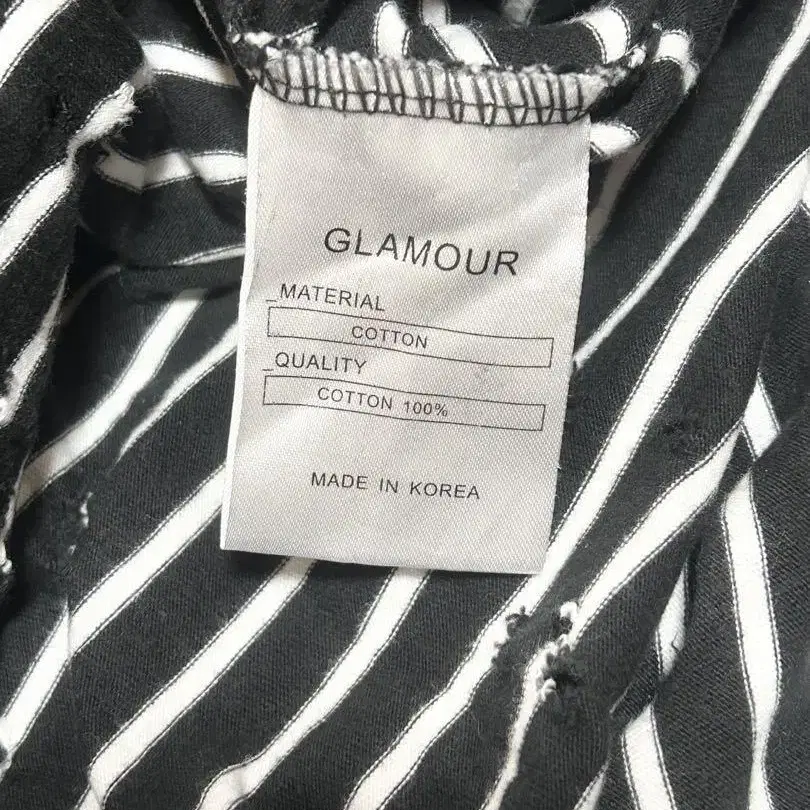 GLAMOUR
_MATERIAL
COTTON
_QUALITY
COTTON 100%
MADE IN KOREA